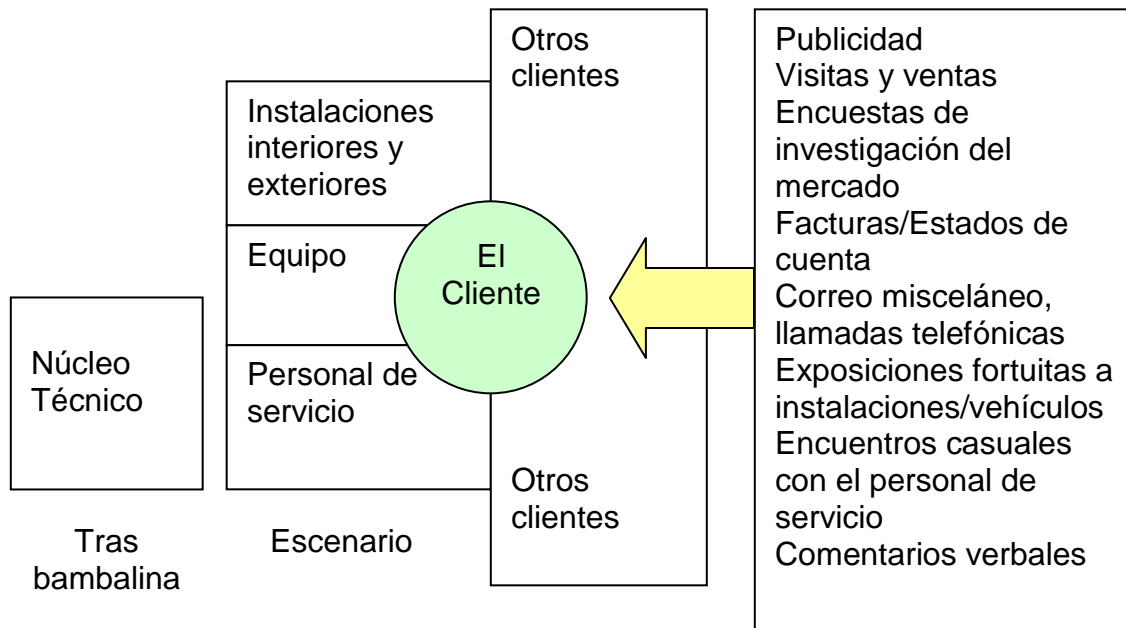 Núcleo
Técnico
Tras
bambalina
Instalaciones
interiores y
exteriores
Equipo
Personal de
servicio
Escenario
El
Cliente
Otros
clientes
Otros
clientes
Publicidad
Visitas y ventas
Encuestas de
investigación del
mercado
Facturas/Estados de
cuenta
Correo misceláneo,
llamadas telefónicas
Exposiciones fortuitas a
instalaciones/vehículos
Encuentros casuales
con el personal de
servicio
Comentarios verbales